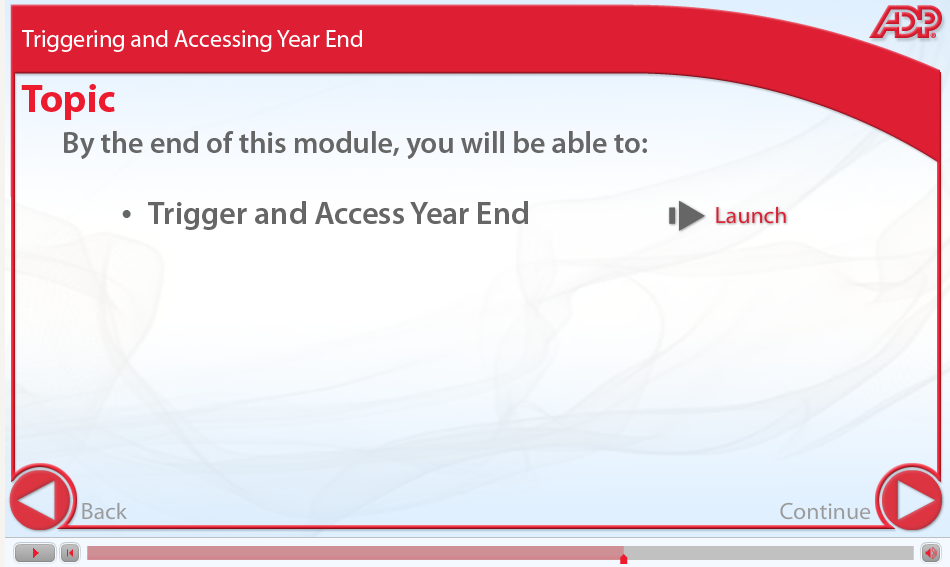 Triggering and Accessing Year End
ADP
Topic
By the end of this module, you will be able to:
• Trigger and Access Year End
Launch
Back
Continue